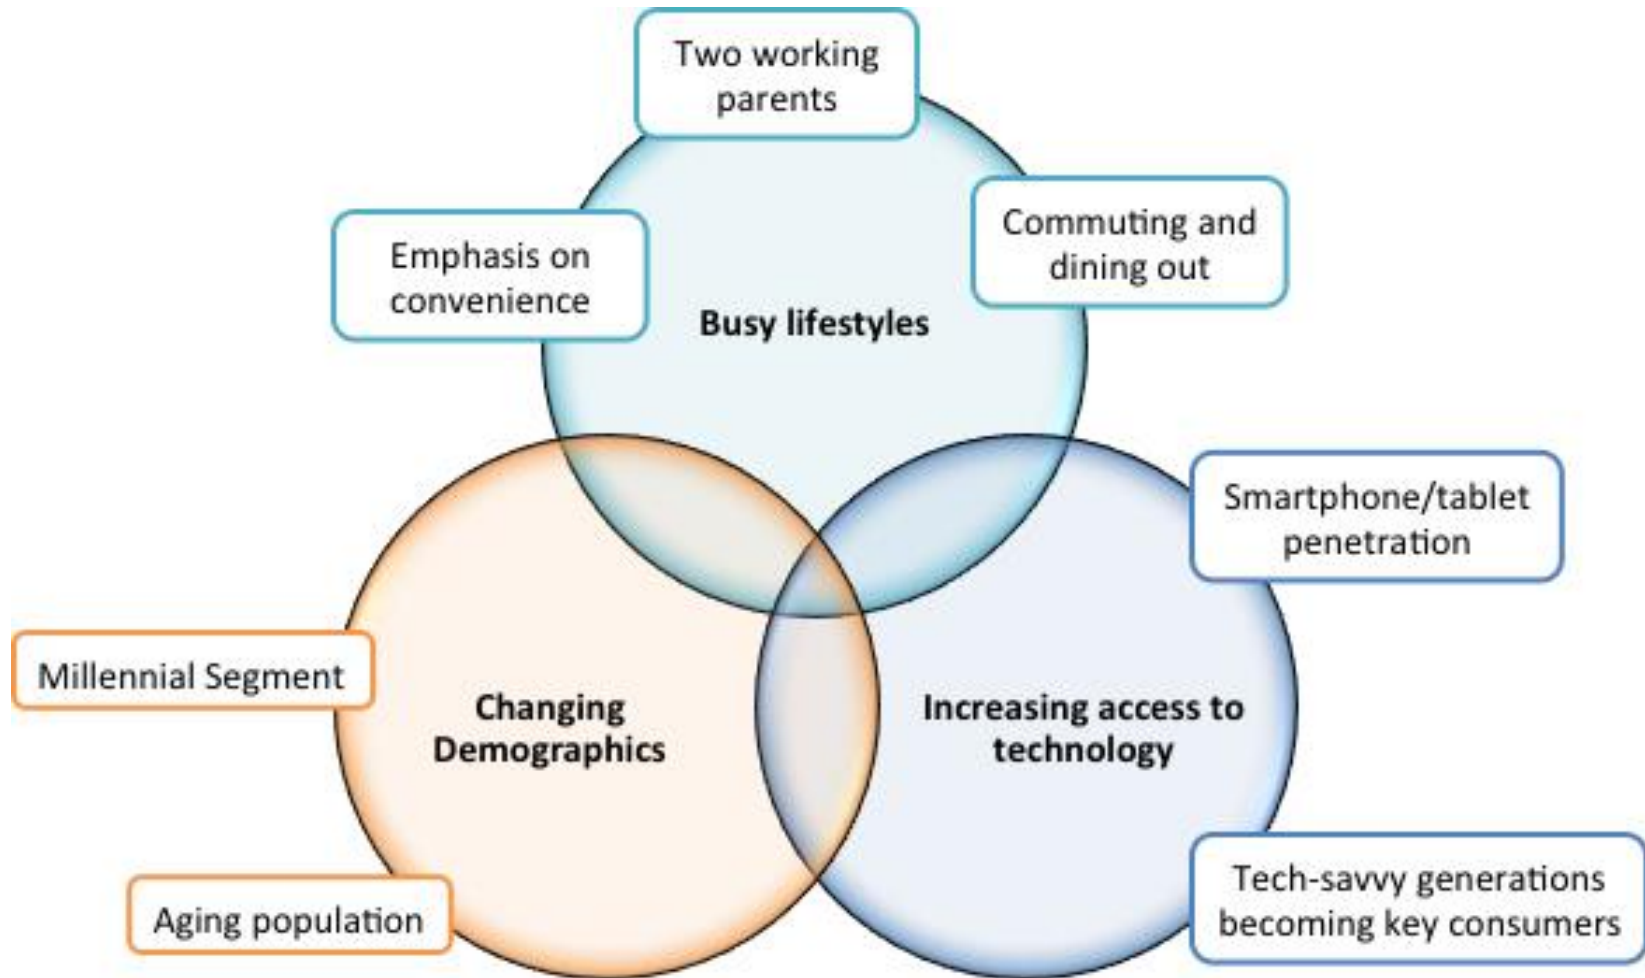 Two working
parents
Commuting and
dining out
Emphasis on
convenience
Busy lifestyles
Smartphone/tablet
penetration
Millennial Segment
Changing
Demographics
Increasing access to
technology
Aging population
Tech-savvy generations
becoming key consumers